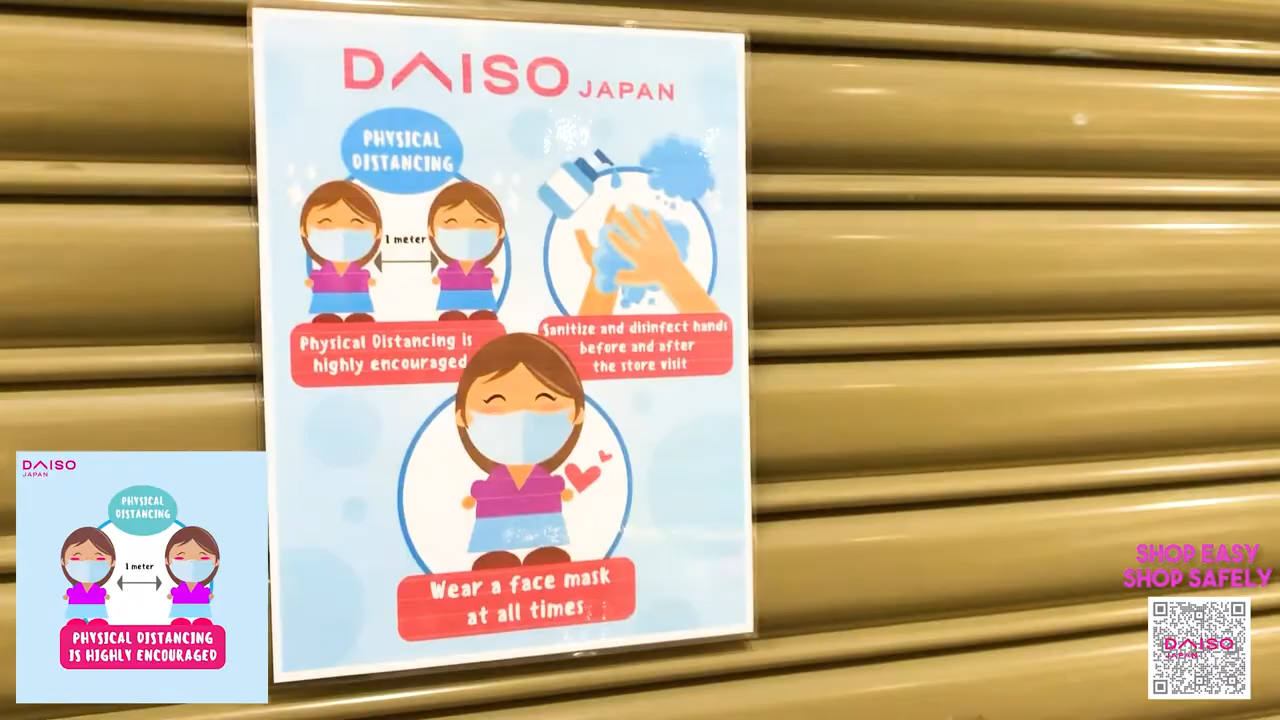 DAISO JAPAN
PHYSICAL
DISTANCING
1 meter
Physical Distancing is
highly encouraged
Sanitize and disinfect hands
before and after
the store visit
Wear a face mask
at all times
DAISO
JAPAN
PHYSICAL
DISTANCING
1 meter
PHYSICAL DISTANCING
IS HIGHLY ENCOURAGED
SHOP EASY
SHOP SAFELY
DAISO
JAPAN